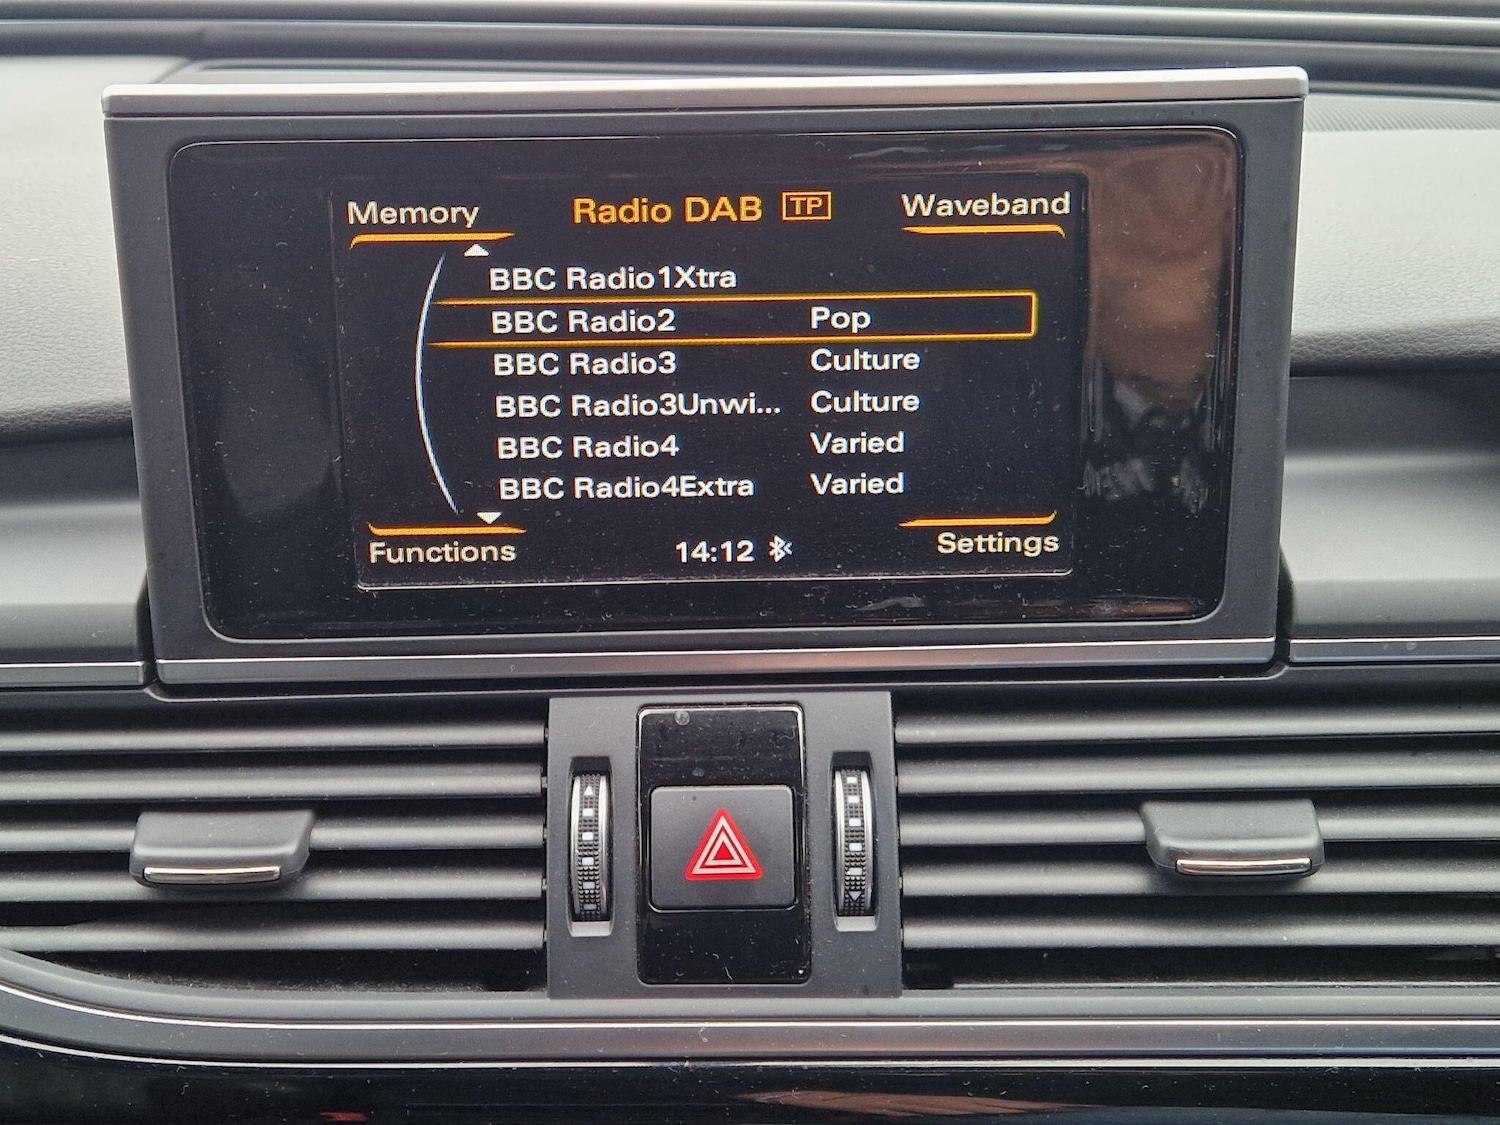 Memory Radio DAB TP Waveband
BBC Radio1Xtra
BBC Radio2 Pop
BBC Radio3 Culture
BBC Radio3Unwi... Culture
BBC Radio4 Varied
BBC Radio4Extra Varied
Functions 14:12 Settings